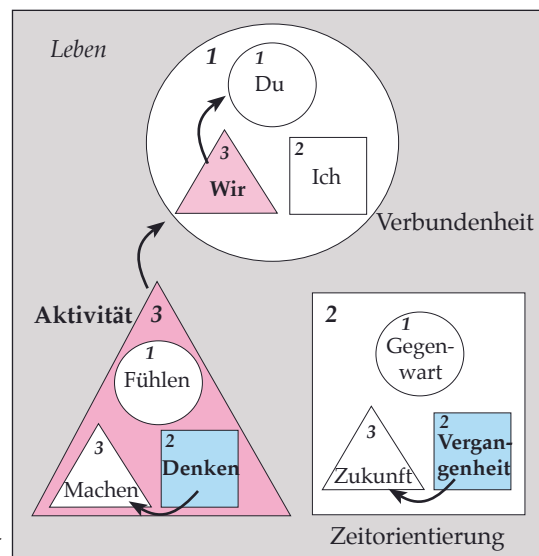 Leben
1
1
Du
3
Wir
2
Ich
Verbundenheit
Aktivität
3
1
Fühlen
3
Machen
2
Denken
2
1
Gegen-
wart
3
Zukunft
2
Vergan-
genheit
Zeitorientierung